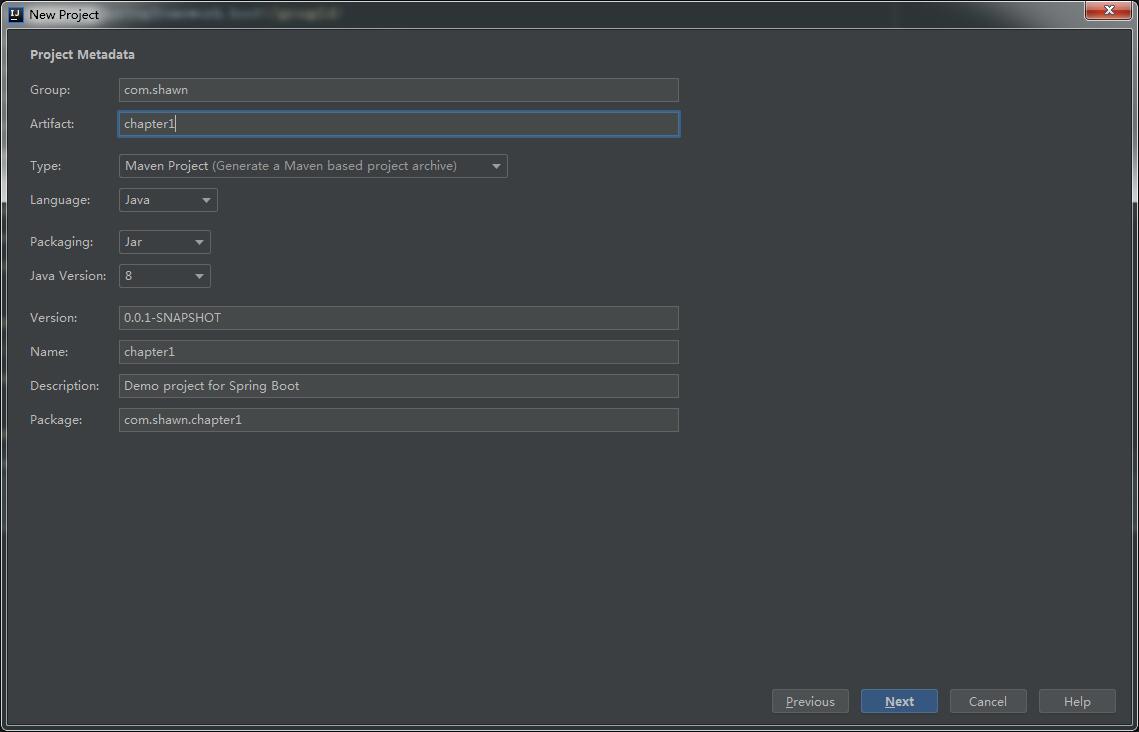 New Project
Project Metadata
Group: com.shawn
Artifact: chapter1
Type: Maven Project (Generate a Maven based project archive)
Language: Java
Packaging: Jar
Java Version: 8
Version: 0.0.1-SNAPSHOT
Name: chapter1
Description: Demo project for Spring Boot
Package: com.shawn.chapter1
Previous Next Cancel Help